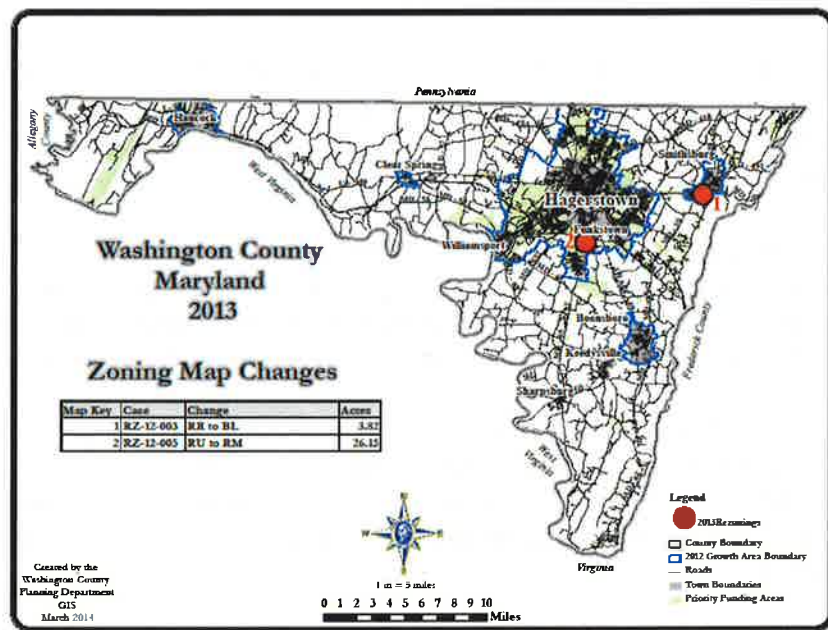 Pennsylvania
Allegany
County
Hancock
Clear Spring
West Virginia
Smithsburg
Hagerstown
1
Funkstown
2
Williamsport
Washington County
Maryland
2013
Frederick County
Boonsboro
Keedysville
Zoning Map Changes
Sharpsburg
Map Key Case Change Acres
1 RZ-12-003 RR to BL 3.82
2 RZ-12-005 RU to RM 26.15
West
Virginia
Legend
2013Rezonings
County Boundary
2012 Growth Area Boundary
Roads
Town Boundaries
Priority Funding Areas
N
W
E
S
Virginia
Created by the
Washington County
Planning Department
GIS
March 2014
1 in = 5 miles
0 1 2 3 4 5 6 7 8 9 10
Miles